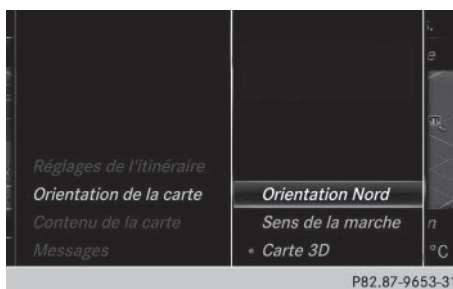 Réglages de l'itinéraire
Orientation de la carte
Contenu de la carte
Messages
Orientation Nord
Sens de la marche
Carte 3D
n
°C
P82.87-9653-31